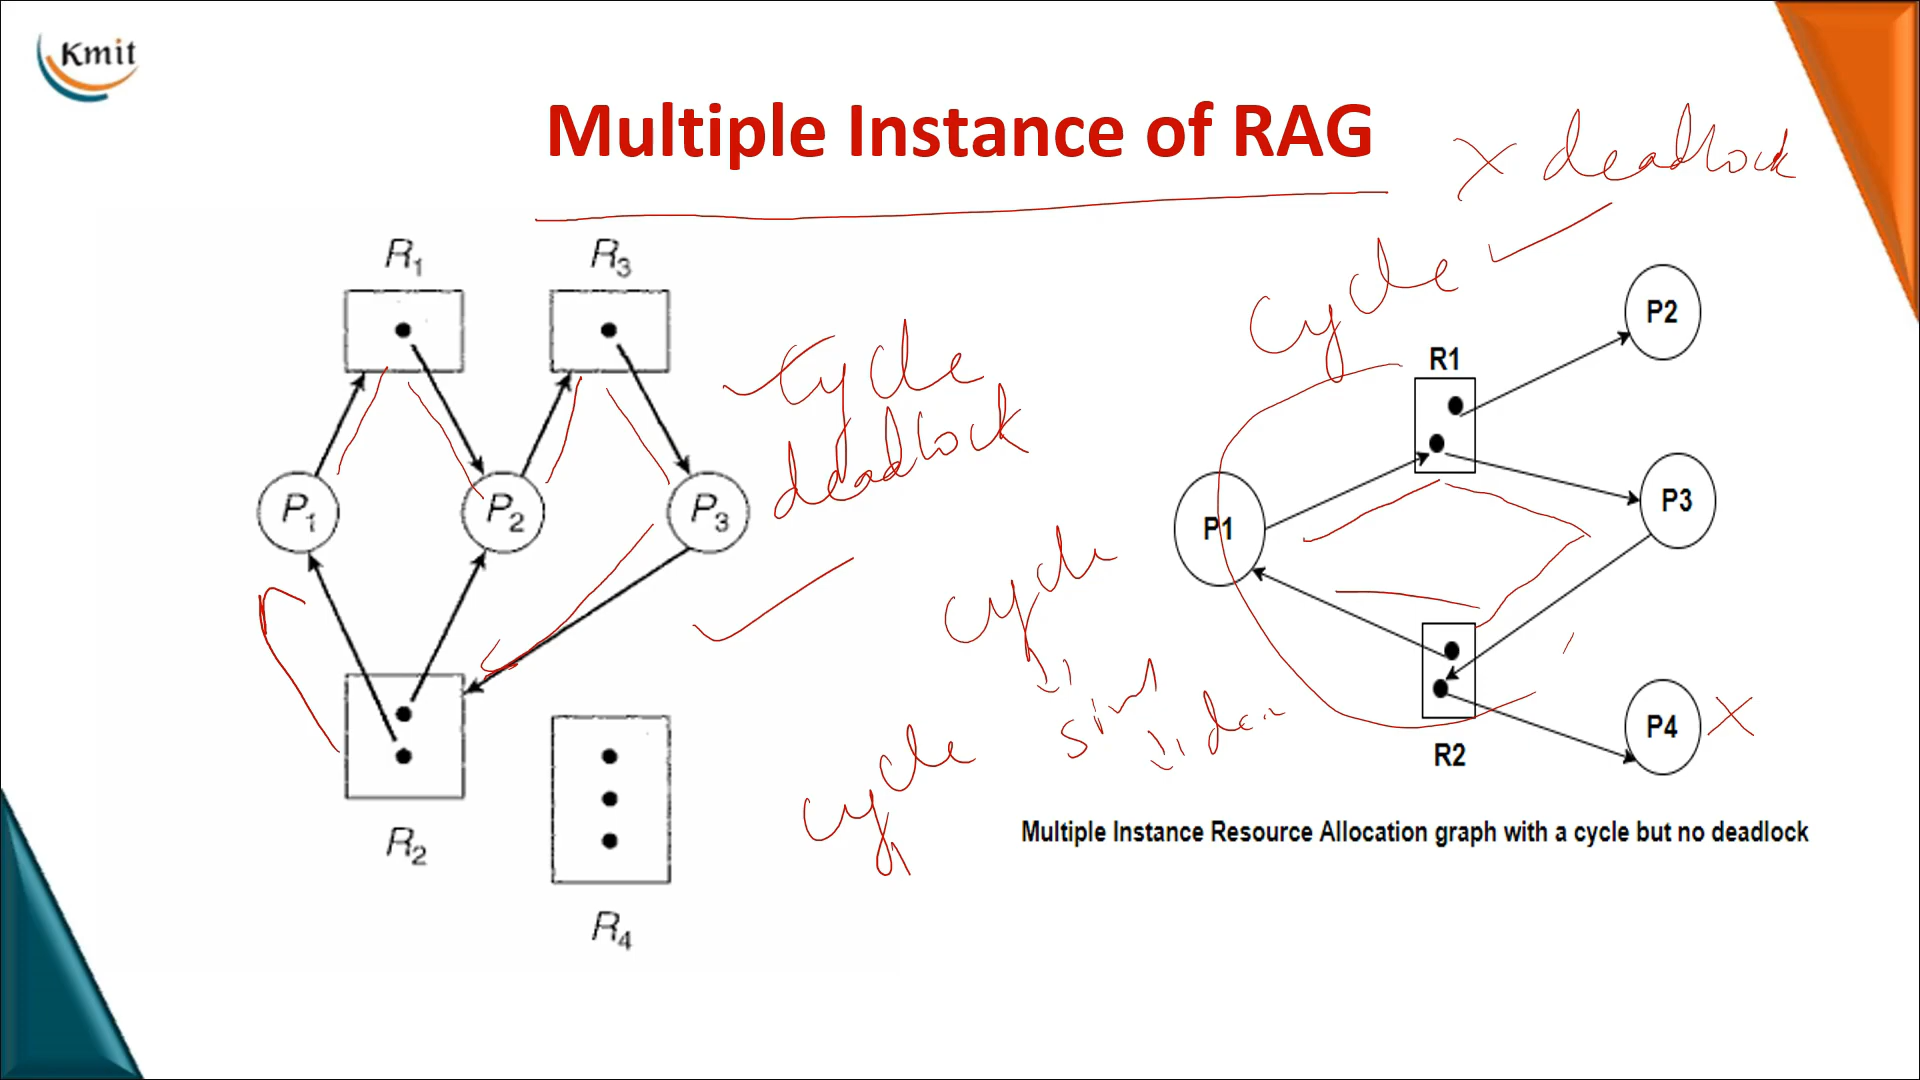 Kmit
Multiple Instance of RAG
x deadlock
cycle
R1
R3
cycle
deadlock
P1
P2
P3
R2
R4
cycle
cycle
R1
P2
P1
P3
P4
x
R2
Multiple Instance Resource Allocation graph with a cycle but no deadlock